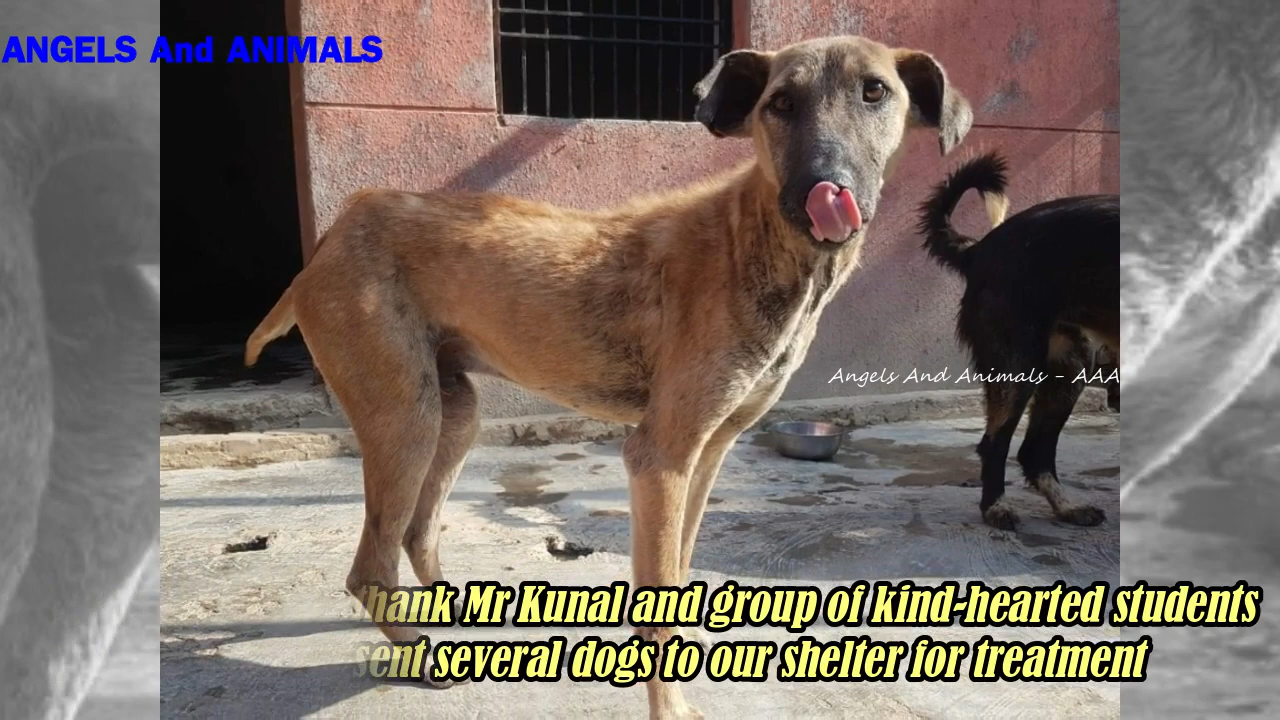 ANGELS And ANIMALS
Angels And Animals - AAA
thank Mr Kunal and group of kind-hearted students
sent several dogs to our shelter for treatment